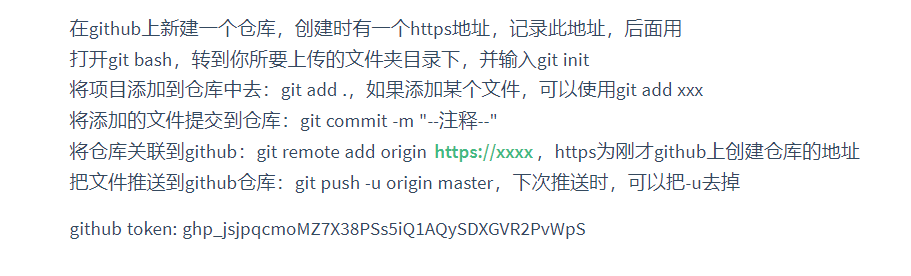 在github上新建一个仓库，创建时有一个https地址，记录此地址，后面用
打开git bash，转到你所要上传的文件夹目录下，并输入git init
将项目添加到仓库中去：git add .，如果添加某个文件，可以使用git add xxx
将添加的文件提交到仓库：git commit -m "--注释--"
将仓库关联到github：git remote add origin https://xxxx，https为刚才github上创建仓库的地址
把文件推送到github仓库：git push -u origin master，下次推送时，可以把-u去掉
github token: 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